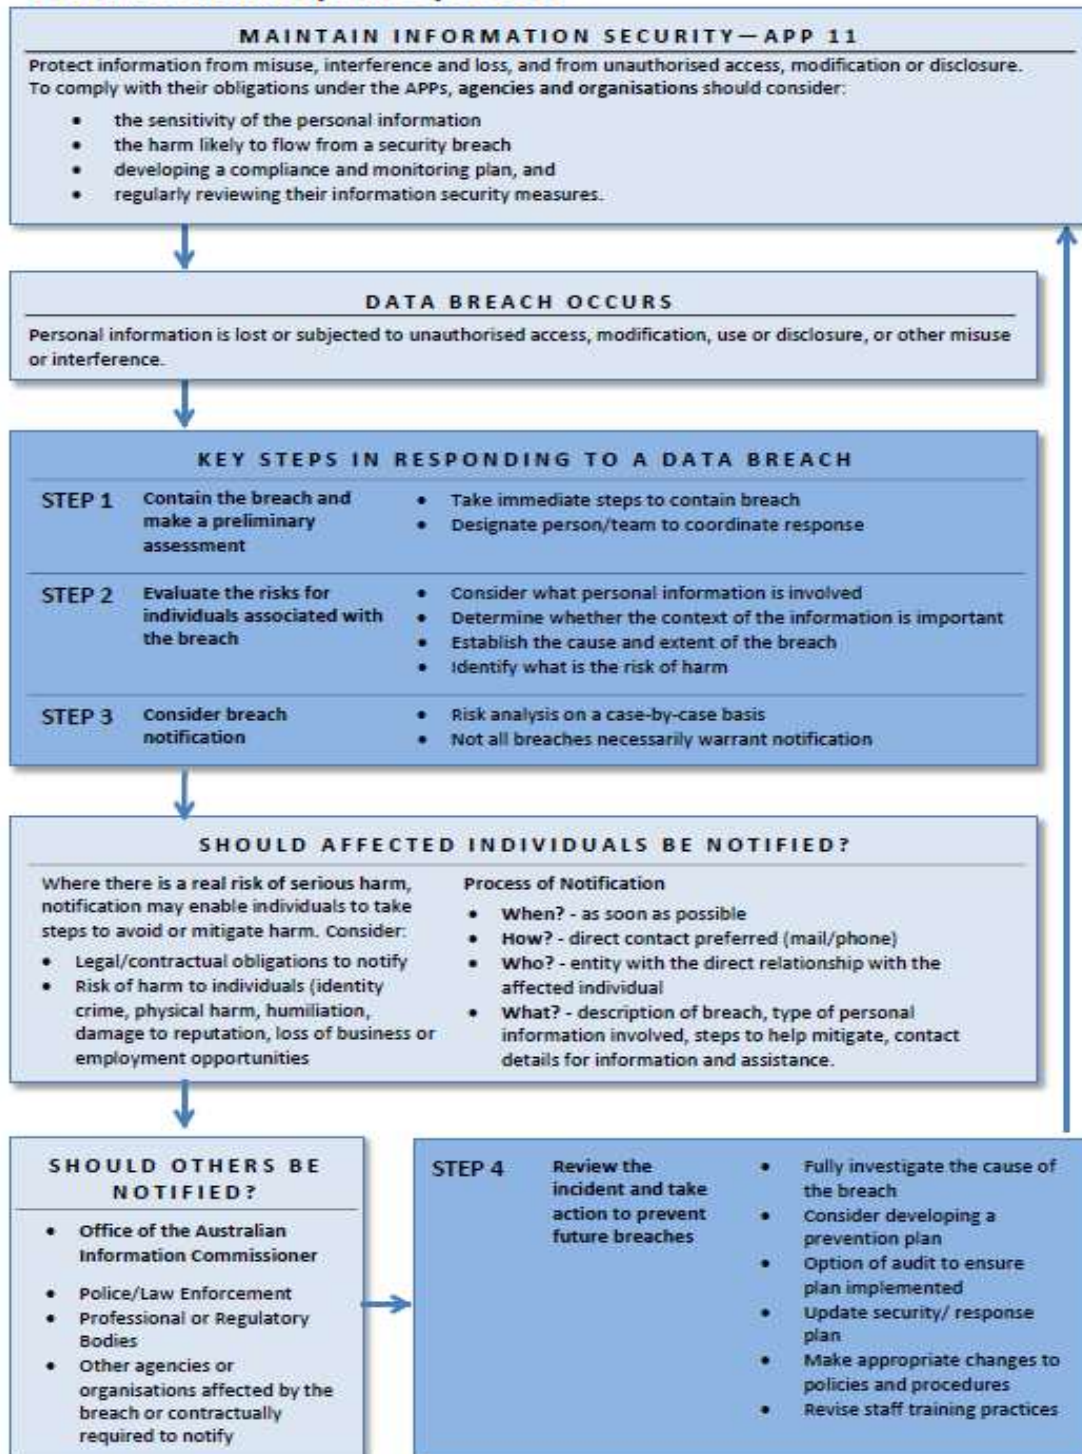 MAINTAIN INFORMATION SECURITY—APP 11
Protect information from misuse, interference and loss, and from unauthorised access, modification or disclosure.
To comply with their obligations under the APPs, agencies and organisations should consider:
• the sensitivity of the personal information
• the harm likely to flow from a security breach
• developing a compliance and monitoring plan, and
• regularly reviewing their information security measures.
DATA BREACH OCCURS
Personal information is lost or subjected to unauthorised access, modification, use or disclosure, or other misuse
or interference.
KEY STEPS IN RESPONDING TO A DATA BREACH
STEP 1
Contain the breach and
make a preliminary
assessment
• Take immediate steps to contain breach
• Designate person/team to coordinate response
STEP 2
Evaluate the risks for
individuals associated with
the breach
• Consider what personal information is involved
• Determine whether the context of the information is important
• Establish the cause and extent of the breach
• Identify what is the risk of harm
STEP 3
Consider breach
notification
• Risk analysis on a case-by-case basis
• Not all breaches necessarily warrant notification
SHOULD AFFECTED INDIVIDUALS BE NOTIFIED?
Where there is a real risk of serious harm,
notification may enable individuals to take
steps to avoid or mitigate harm. Consider:
• Legal/contractual obligations to notify
• Risk of harm to individuals (identity
crime, physical harm, humiliation,
damage to reputation, loss of business or
employment opportunities
Process of Notification
• When? - as soon as possible
• How? - direct contact preferred (mail/phone)
• Who? - entity with the direct relationship with the
affected individual
• What? - description of breach, type of personal
information involved, steps to help mitigate, contact
details for information and assistance.
SHOULD OTHERS BE
NOTIFIED?
• Office of the Australian
Information Commissioner
• Police/Law Enforcement
• Professional or Regulatory
Bodies
• Other agencies or
organisations affected by the
breach or contractually
required to notify
STEP 4
Review the
incident and take
action to prevent
future breaches
• Fully investigate the cause of
the breach
• Consider developing a
prevention plan
• Option of audit to ensure
plan implemented
• Update security/ response
plan
• Make appropriate changes to
policies and procedures
• Revise staff training practices